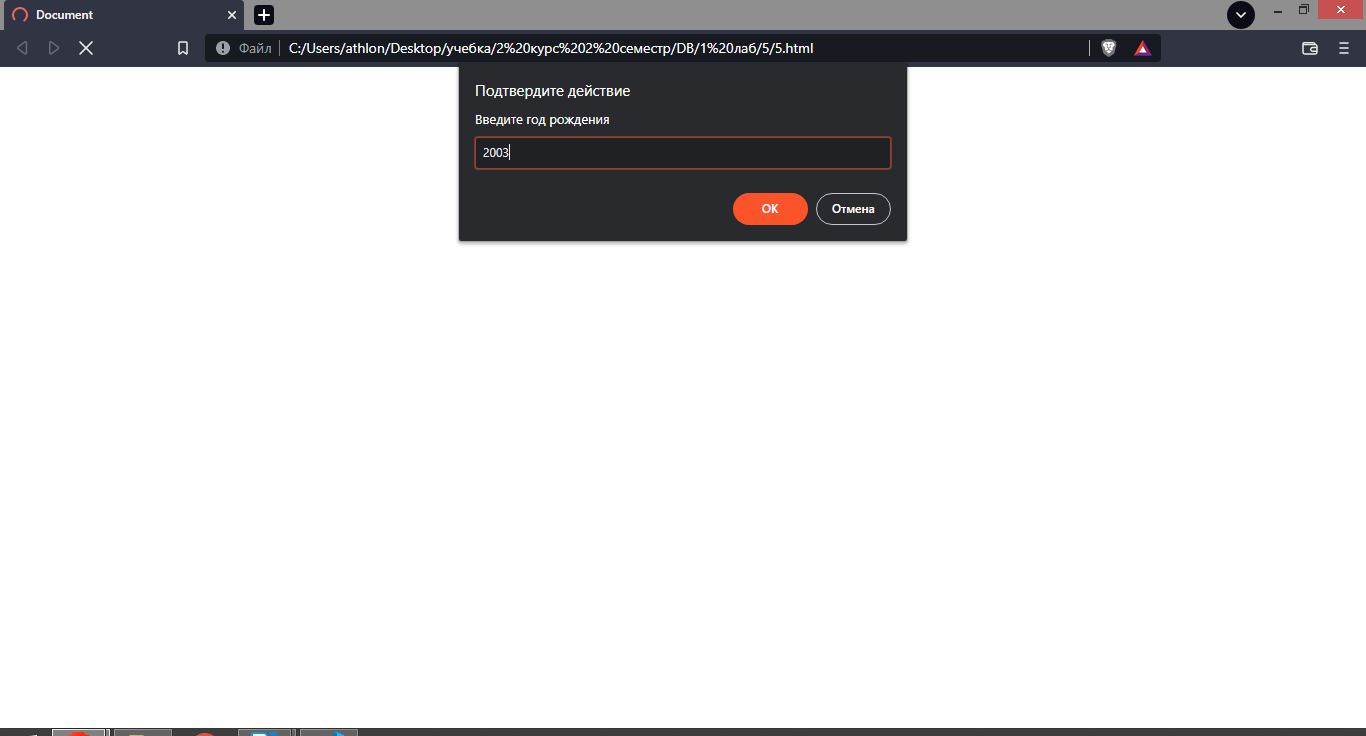 Document
Файл
C:/Users/athlon/Desktop/учебка/2%20курс%202%20семестр/DB/1%20лаб/5/5.html
Подтвердите действие
Введите год рождения
2003
ОК Отмена